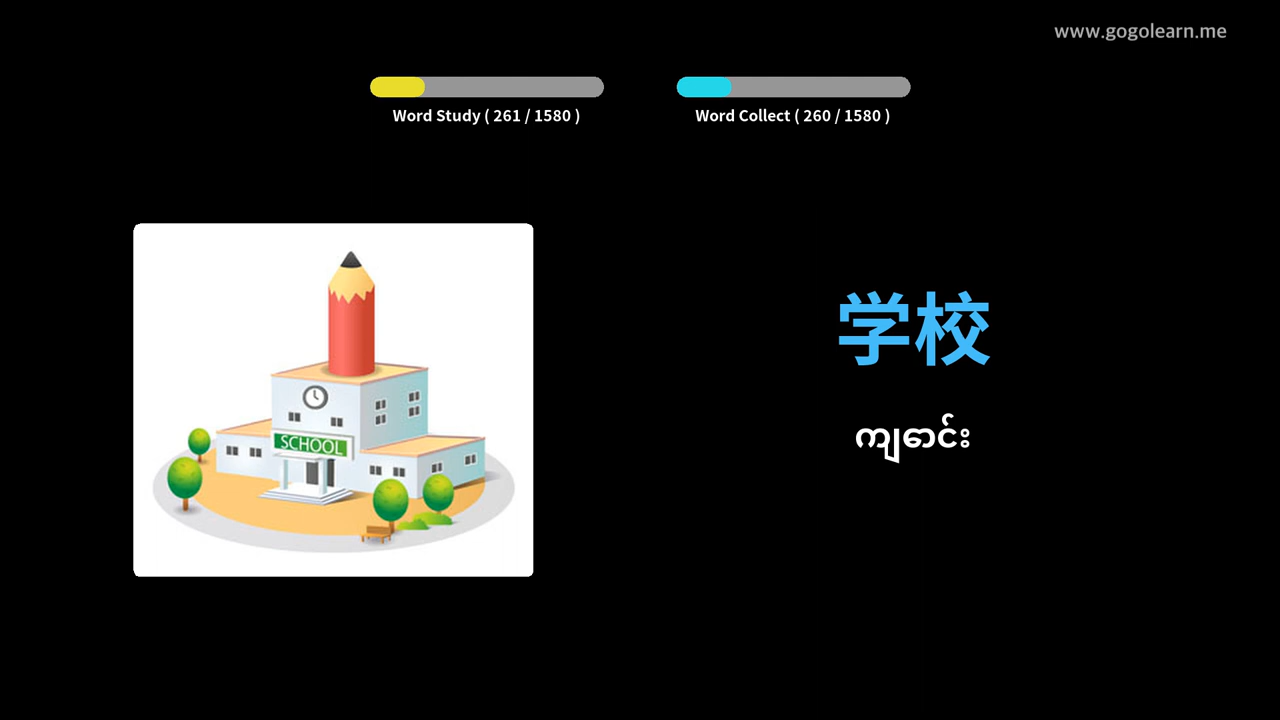 www.gogolearn.me
Word Study ( 261 / 1580 )
Word Collect ( 260 / 1580 )
SCHOOL
学校
ကျောင်း